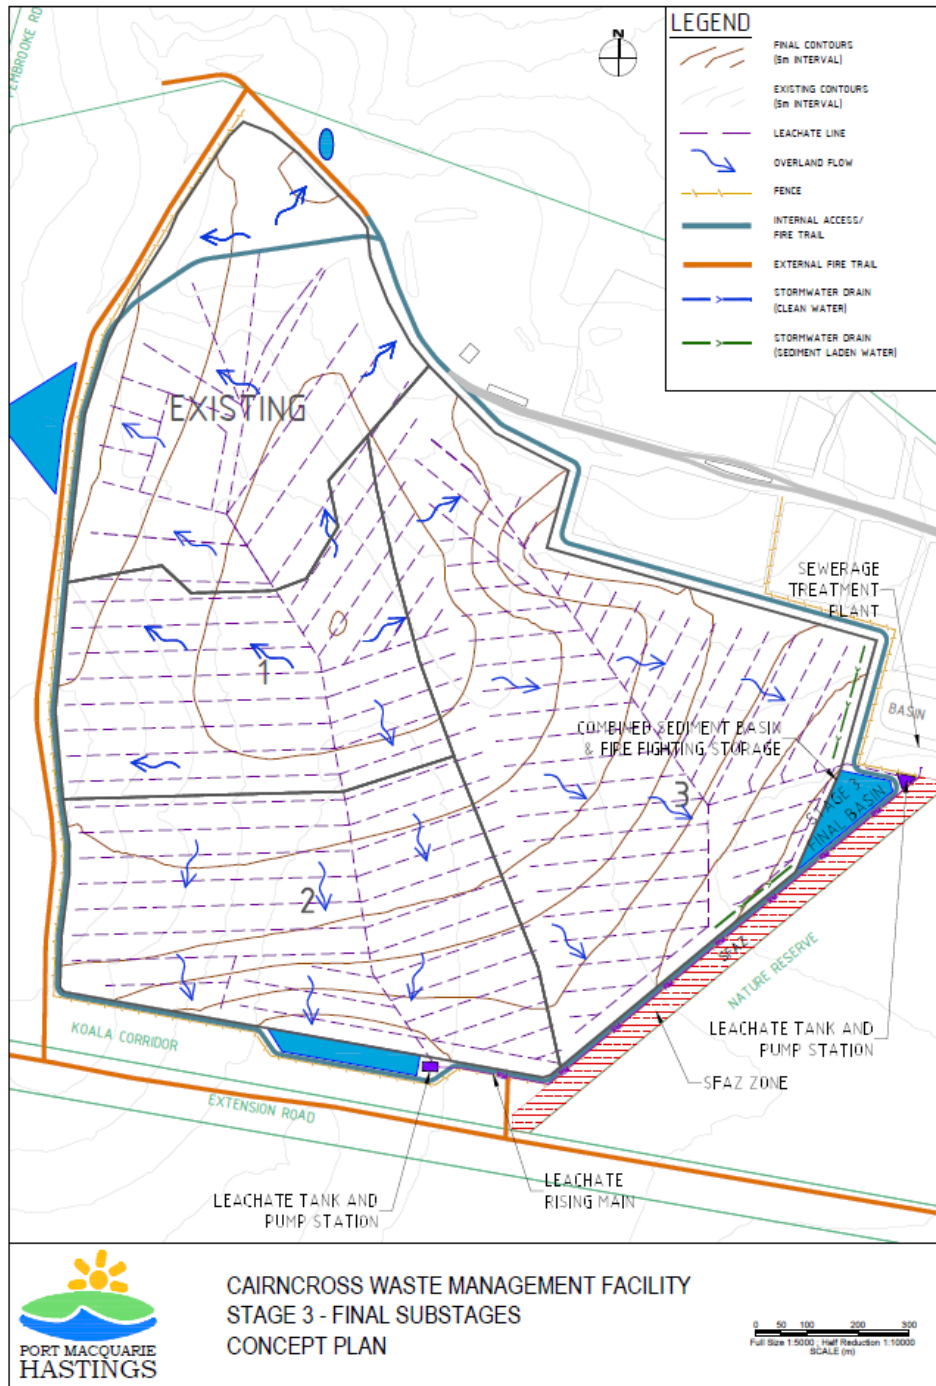 PEMBROOKE RD
N
LEGEND
FINAL CONTOURS
(5m INTERVAL)
EXISTING CONTOURS
(5m INTERVAL)
LEACHATE LINE
OVERLAND FLOW
FENCE
INTERNAL ACCESS/
FIRE TRAIL
EXTERNAL FIRE TRAIL
STORMWATER DRAIN
(CLEAN WATER)
STORMWATER DRAIN
(SEDIMENT LADEN WATER)
EXISTING
SEWERAGE
TREATMENT
PLANT
1
BASIN
COMBINED SEDIMENT BASIN
& FIRE FIGHTING STORAGE
3
STAGE 3
FINAL BASIN
2
SFAZ
NATURE RESERVE
KOALA CORRIDOR
LEACHATE TANK AND
PUMP STATION
SFAZ ZONE
EXTENSION ROAD
LEACHATE
RISING MAIN
LEACHATE TANK AND
PUMP STATION
PORT MACQUARIE
HASTINGS
CAIRNCROSS WASTE MANAGEMENT FACILITY
STAGE 3 - FINAL SUBSTAGES
CONCEPT PLAN
0 50 100 200 300
Full Size 1:5000 ; Half Reduction 1:10000
SCALE (m)